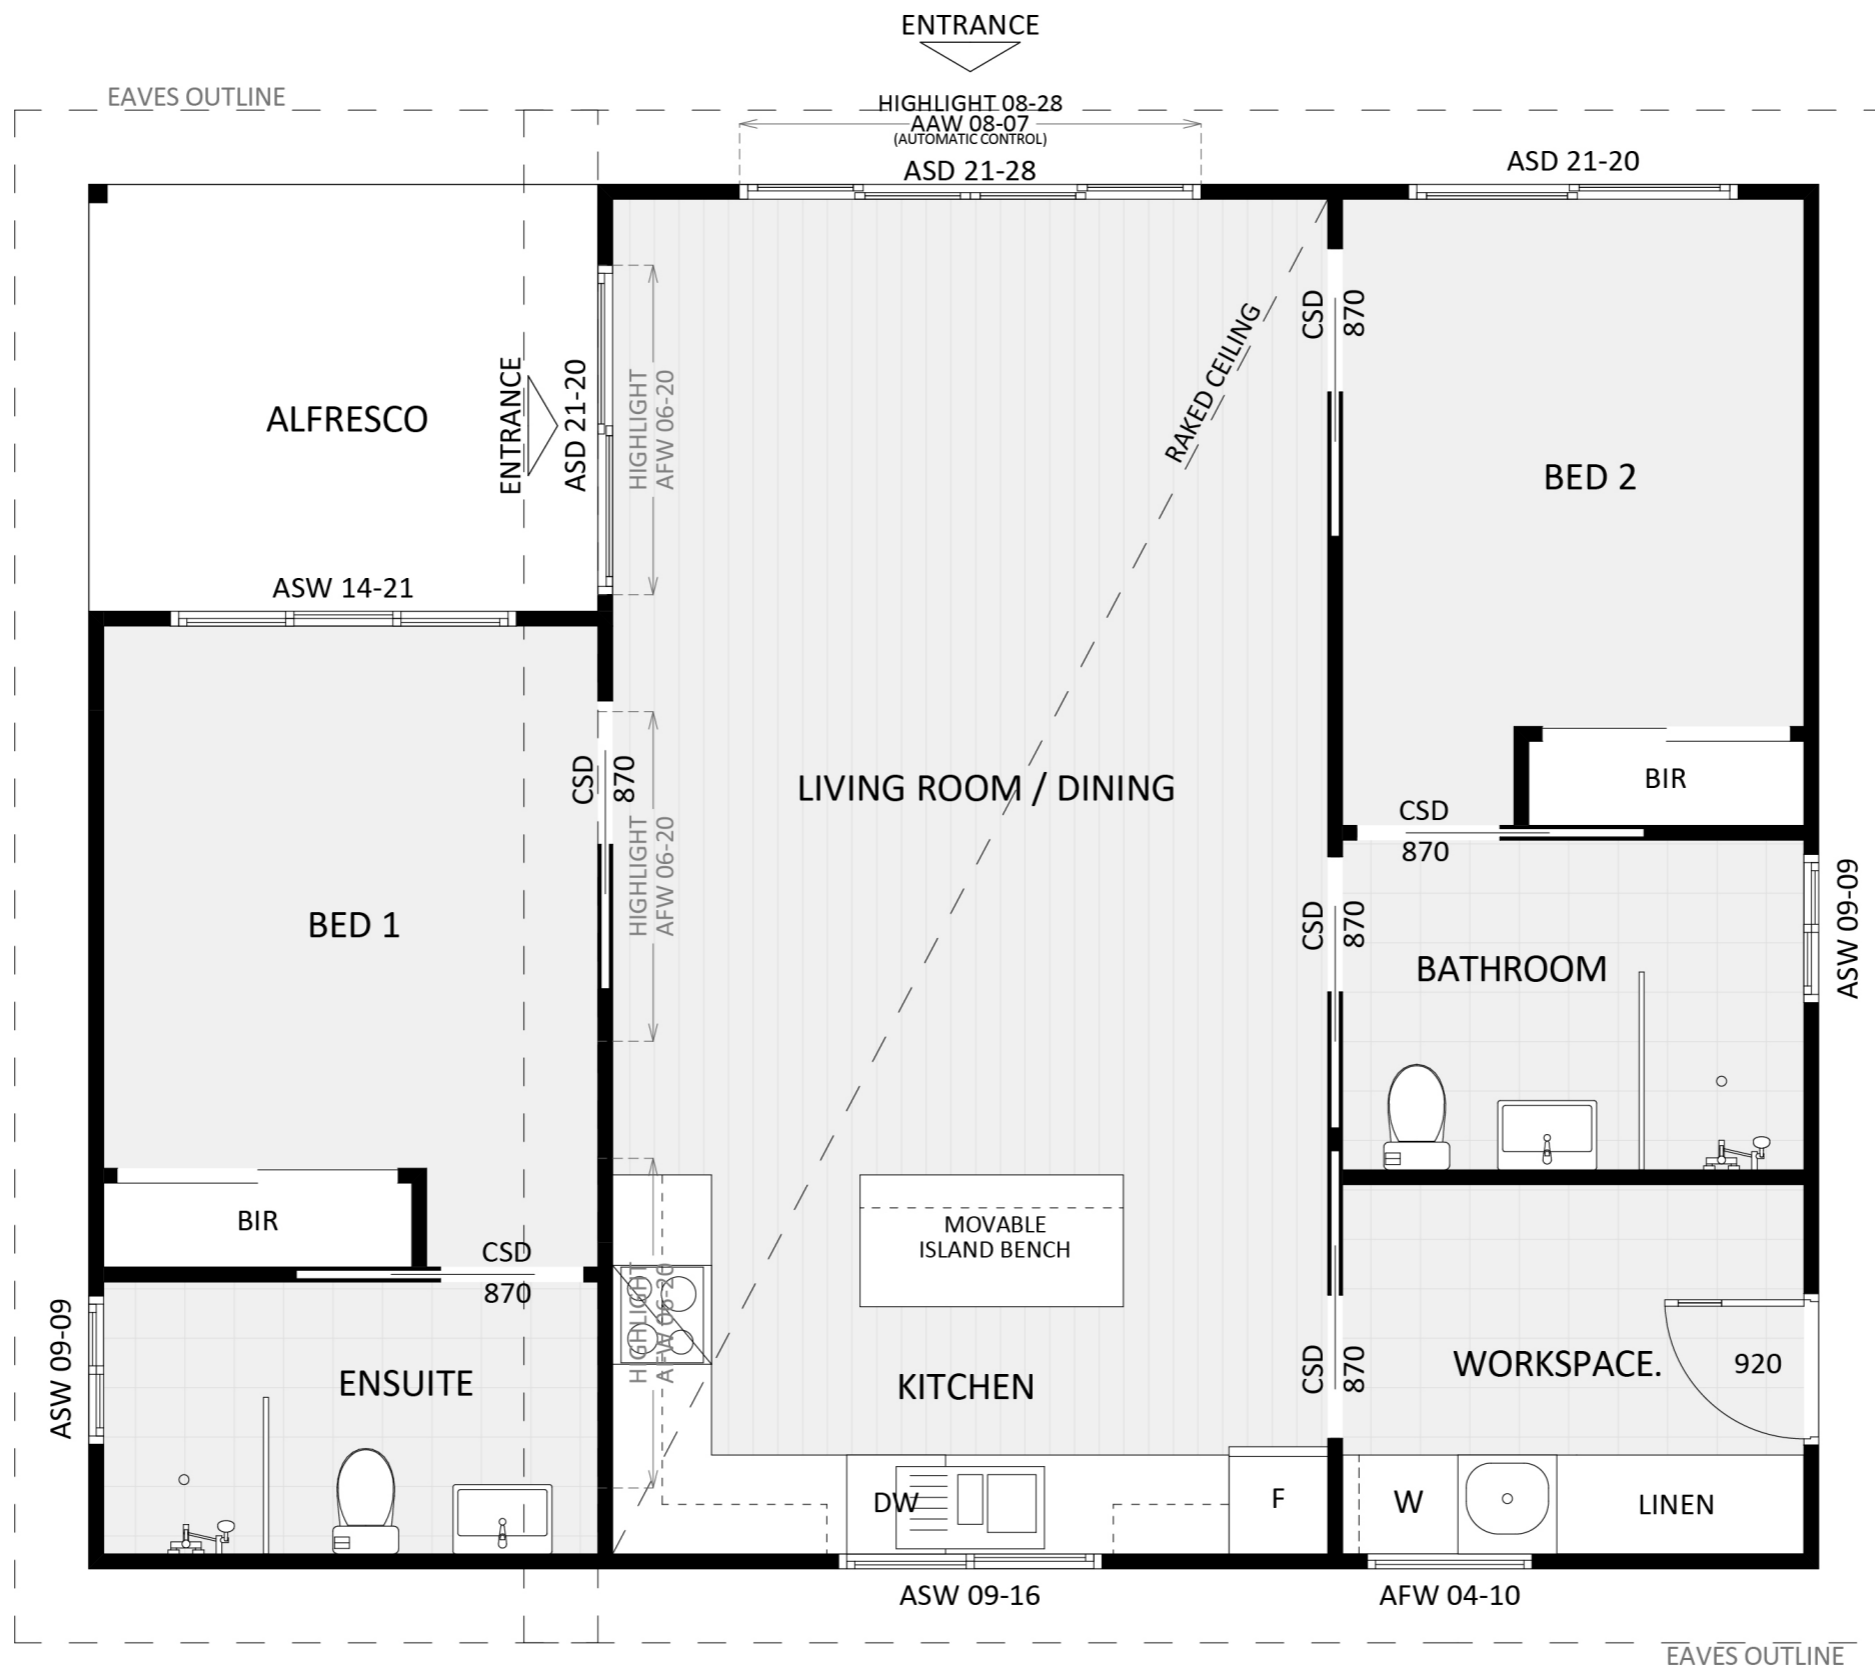 ENTRANCE
EAVES OUTLINE
HIGHLIGHT 08-28
AAW 08-07
(AUTOMATIC CONTROL)
ASD 21-28
ASD 21-20
ALFRESCO
ENTRANCE
ASD 21-20
HIGHLIGHT
AFW 06-20
RAKED CEILING
CSD
870
BED 2
ASW 14-21
CSD
870
LIVING ROOM / DINING
BIR
CSD
870
HIGHLIGHT
AFW 06-20
BED 1
CSD
870
BATHROOM
ASW 09-09
BIR
CSD
870
MOVABLE
ISLAND BENCH
HIGHLIGHT
AFW 06-20
ASW 09-09
ENSUITE
KITCHEN
CSD
870
WORKSPACE.
920
DW
F
W
LINEN
ASW 09-16
AFW 04-10
EAVES OUTLINE